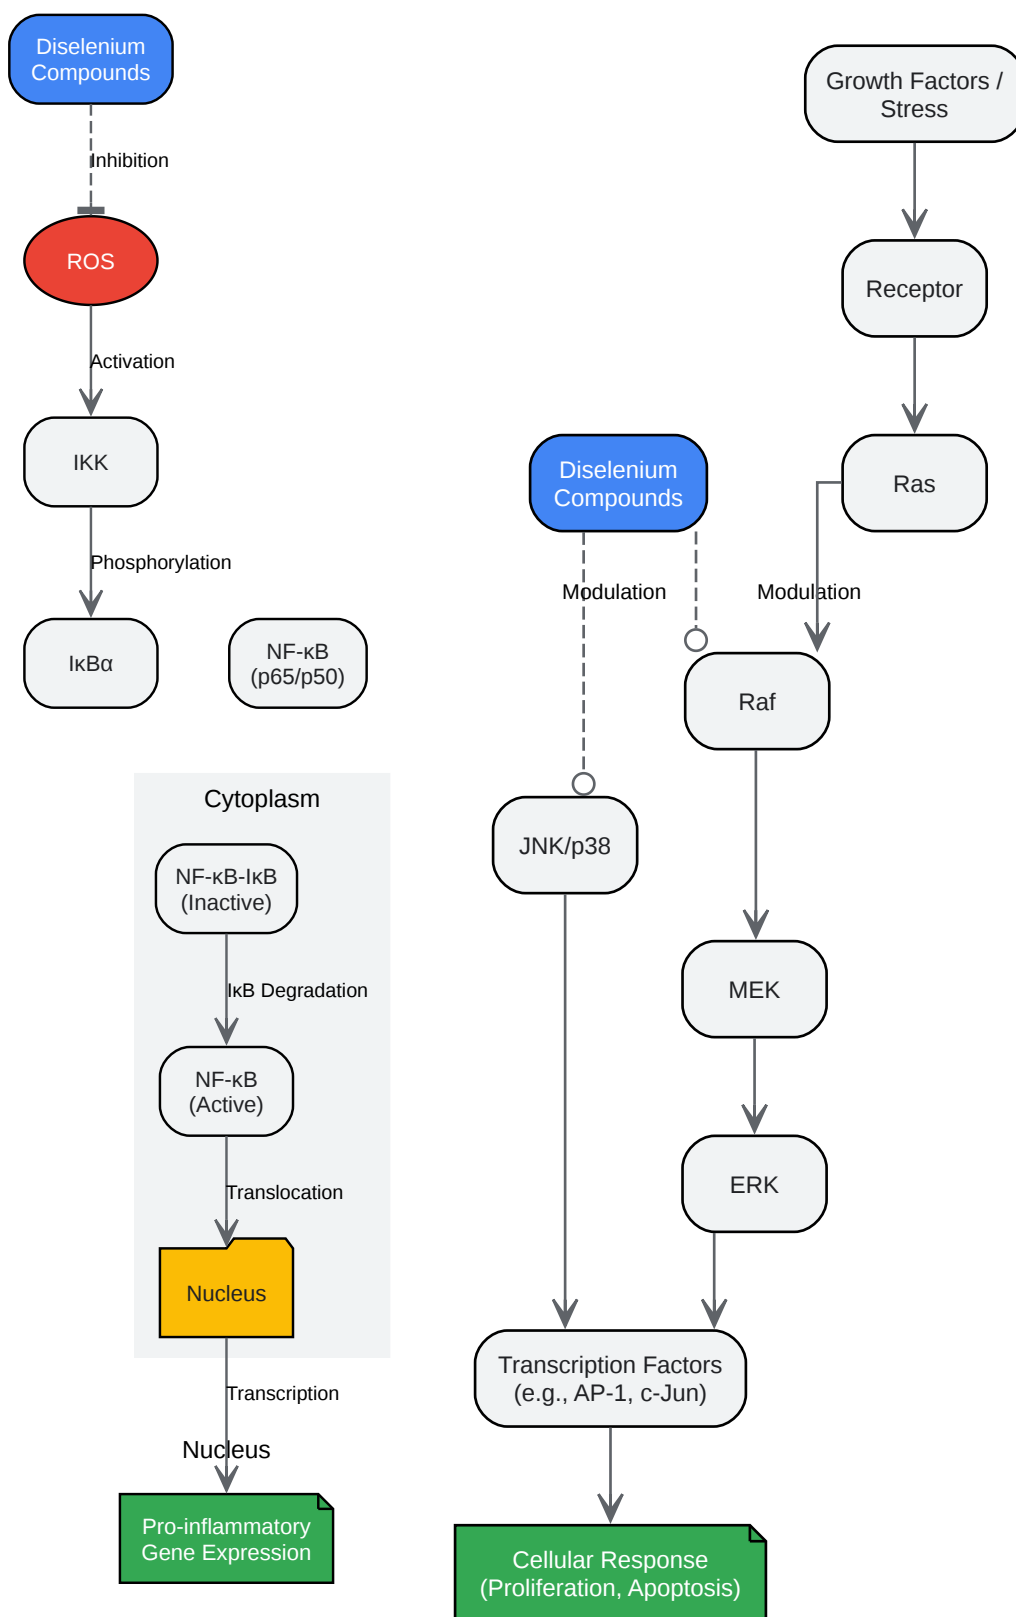 Diselenium
Compounds
Inhibition
ROS
Activation
IKK
Phosphorylation
IκBα
NF-κB
(p65/p50)
Cytoplasm
NF-κB-IκB
(Inactive)
IκB Degradation
NF-κB
(Active)
Translocation
Nucleus
Transcription
Nucleus
Pro-inflammatory
Gene Expression
Growth Factors /
Stress
Receptor
Ras
Diselenium
Compounds
Modulation
Modulation
Raf
JNK/p38
MEK
ERK
Transcription Factors
(e.g., AP-1, c-Jun)
Cellular Response
(Proliferation, Apoptosis)